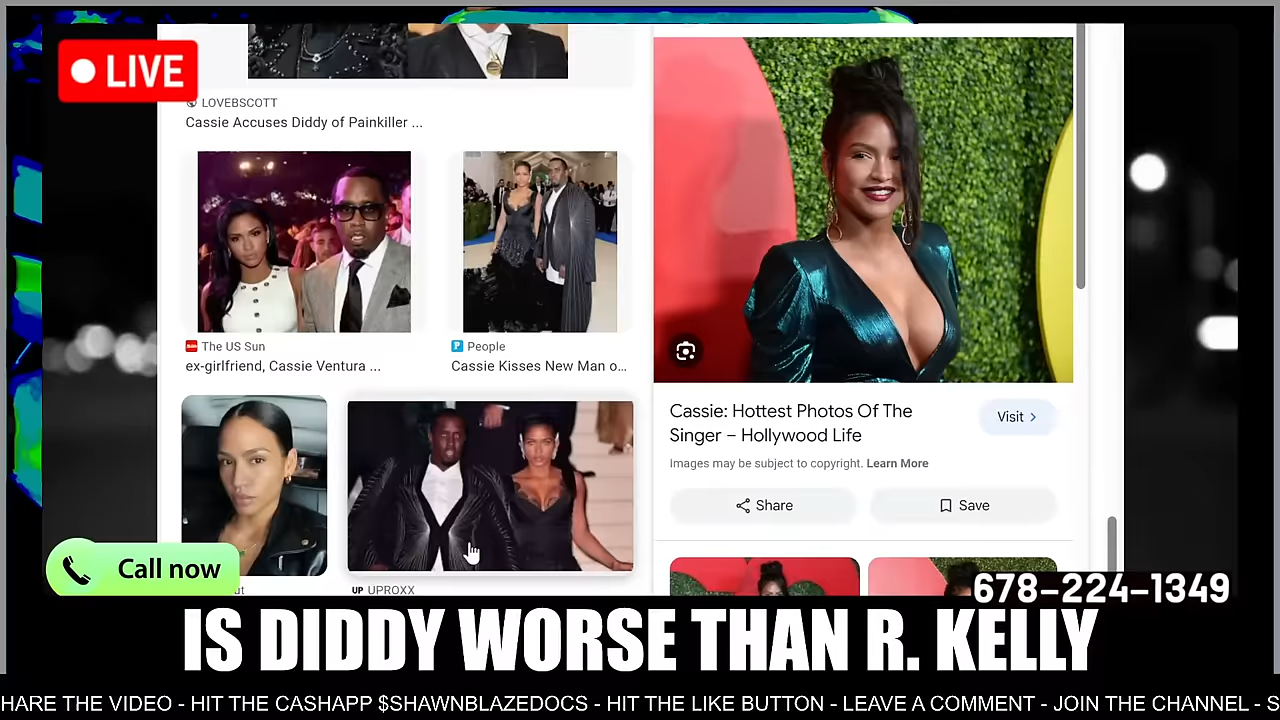 LIVE
LOVEBSCOTT
Cassie Accuses Diddy of Painkiller ...
The US Sun
ex-girlfriend, Cassie Ventura ...
People
Cassie Kisses New Man o...
ut
UP UPROXX
Cassie: Hottest Photos Of The
Singer – Hollywood Life
Visit
Images may be subject to copyright. Learn More
Share
Save
Call now
678-224-1349
IS DIDDY WORSE THAN R. KELLY
HARE THE VIDEO - HIT THE CASHAPP $SHAWNBLAZEDOCS - HIT THE LIKE BUTTON - LEAVE A COMMENT - JOIN THE CHANNEL - S